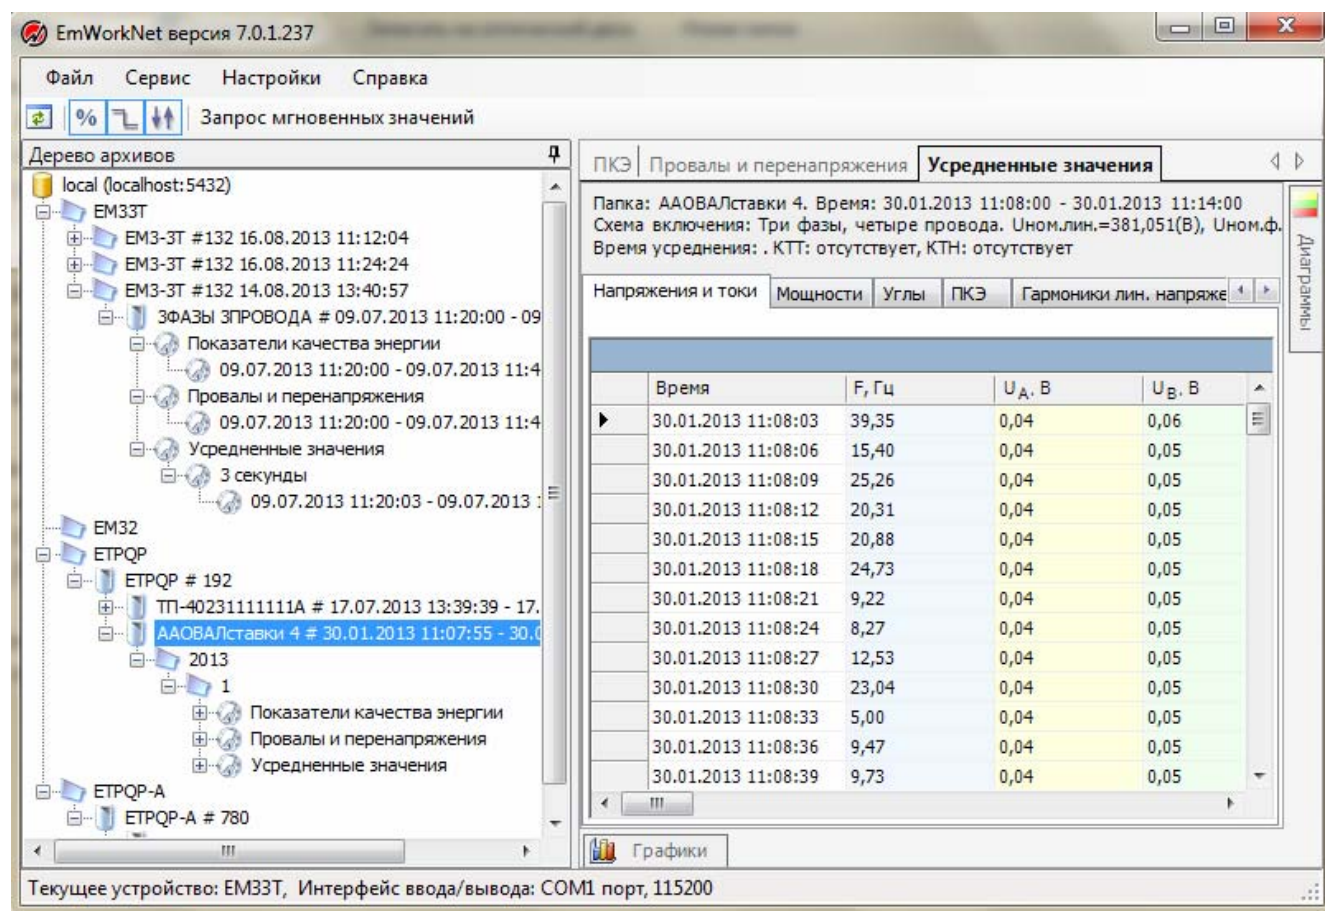 EmWorkNet версия 7.0.1.237
Файл Сервис Настройки Справка
% Запрос мгновенных значений
Дерево архивов
local (localhost:5432)
EM33T
EM3-3T #132 16.08.2013 11:12:04
EM3-3T #132 16.08.2013 11:24:24
EM3-3T #132 14.08.2013 13:40:57
3ФАЗЫ 3ПРОВОДА # 09.07.2013 11:20:00 - 09
Показатели качества энергии
09.07.2013 11:20:00 - 09.07.2013 11:4
Провалы и перенапряжения
09.07.2013 11:20:00 - 09.07.2013 11:4
Усредненные значения
3 секунды
09.07.2013 11:20:03 - 09.07.2013 1
EM32
ETPQP
ETPQP # 192
ТП-40231111111А # 17.07.2013 13:39:39 - 17.
ААОВАЛставки 4 # 30.01.2013 11:07:55 - 30.0
2013
1
Показатели качества энергии
Провалы и перенапряжения
Усредненные значения
ETPQP-A
ETPQP-A # 780
ПКЭ Провалы и перенапряжения Усредненные значения
Папка: ААОВАЛставки 4. Время: 30.01.2013 11:08:00 - 30.01.2013 11:14:00
Схема включения: Три фазы, четыре провода. Uном.лин.=381,051(В), Uном.ф.
Время усреднения: . КТТ: отсутствует, КТН: отсутствует
Напряжения и токи Мощности Углы ПКЭ Гармоники лин. напряже
Время F, Гц U_A, В U_B, В
30.01.2013 11:08:03 39,35 0,04 0,06
30.01.2013 11:08:06 15,40 0,04 0,05
30.01.2013 11:08:09 25,26 0,04 0,05
30.01.2013 11:08:12 20,31 0,04 0,05
30.01.2013 11:08:15 20,88 0,04 0,05
30.01.2013 11:08:18 24,73 0,04 0,05
30.01.2013 11:08:21 9,22 0,04 0,05
30.01.2013 11:08:24 8,27 0,04 0,05
30.01.2013 11:08:27 12,53 0,04 0,05
30.01.2013 11:08:30 23,04 0,04 0,05
30.01.2013 11:08:33 5,00 0,04 0,05
30.01.2013 11:08:36 9,47 0,04 0,05
30.01.2013 11:08:39 9,73 0,04 0,05
Графики
Диаграммы
Текущее устройство: EM33T, Интерфейс ввода/вывода: COM1 порт, 115200